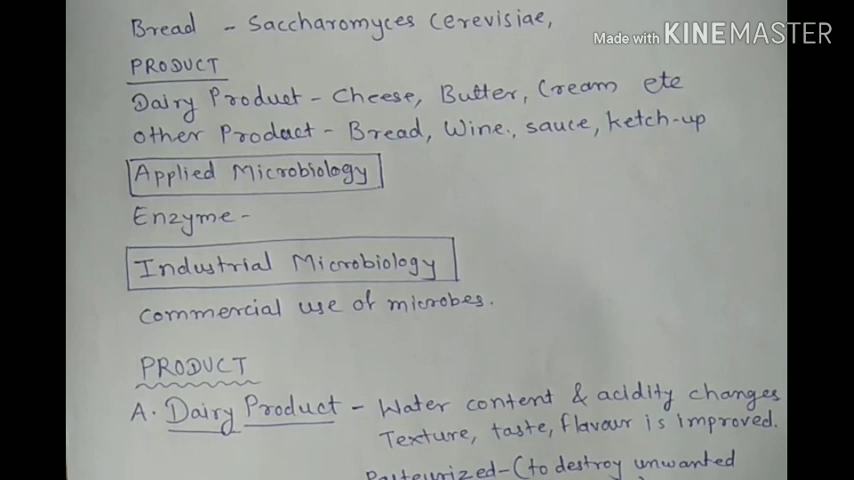 Bread - Saccharomyces Cerevisiae,
Made with KINEMASTER
PRODUCT
Dairy Product - Cheese, Butter, Cream etc
Other Product - Bread, Wine, sauce, ketch-up
Applied Microbiology
Enzyme -
Industrial Microbiology
Commercial use of microbes.
PRODUCT
A. Dairy Product - Water content & acidity changes
Texture, taste, flavour is improved.
Pasteurized - (to destroy unwanted